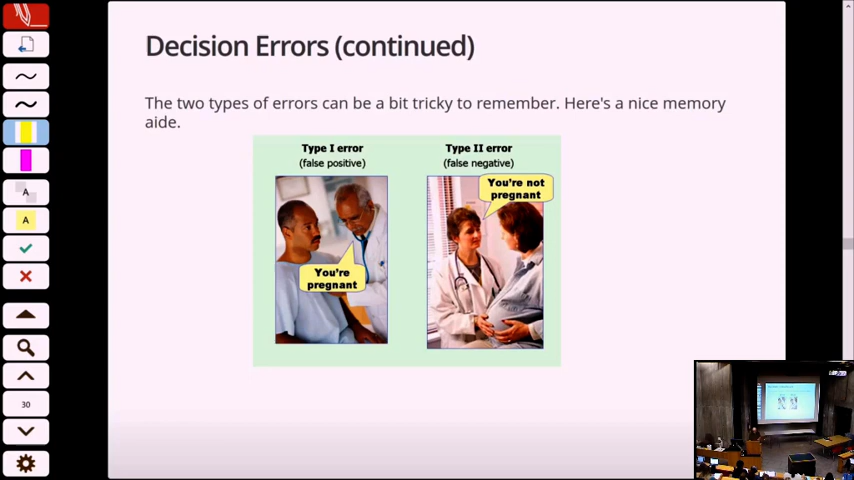 Decision Errors (continued)
The two types of errors can be a bit tricky to remember. Here's a nice memory
aide.
Type I error
(false positive)
Type II error
(false negative)
You're not
pregnant
You're
pregnant
A
A
30